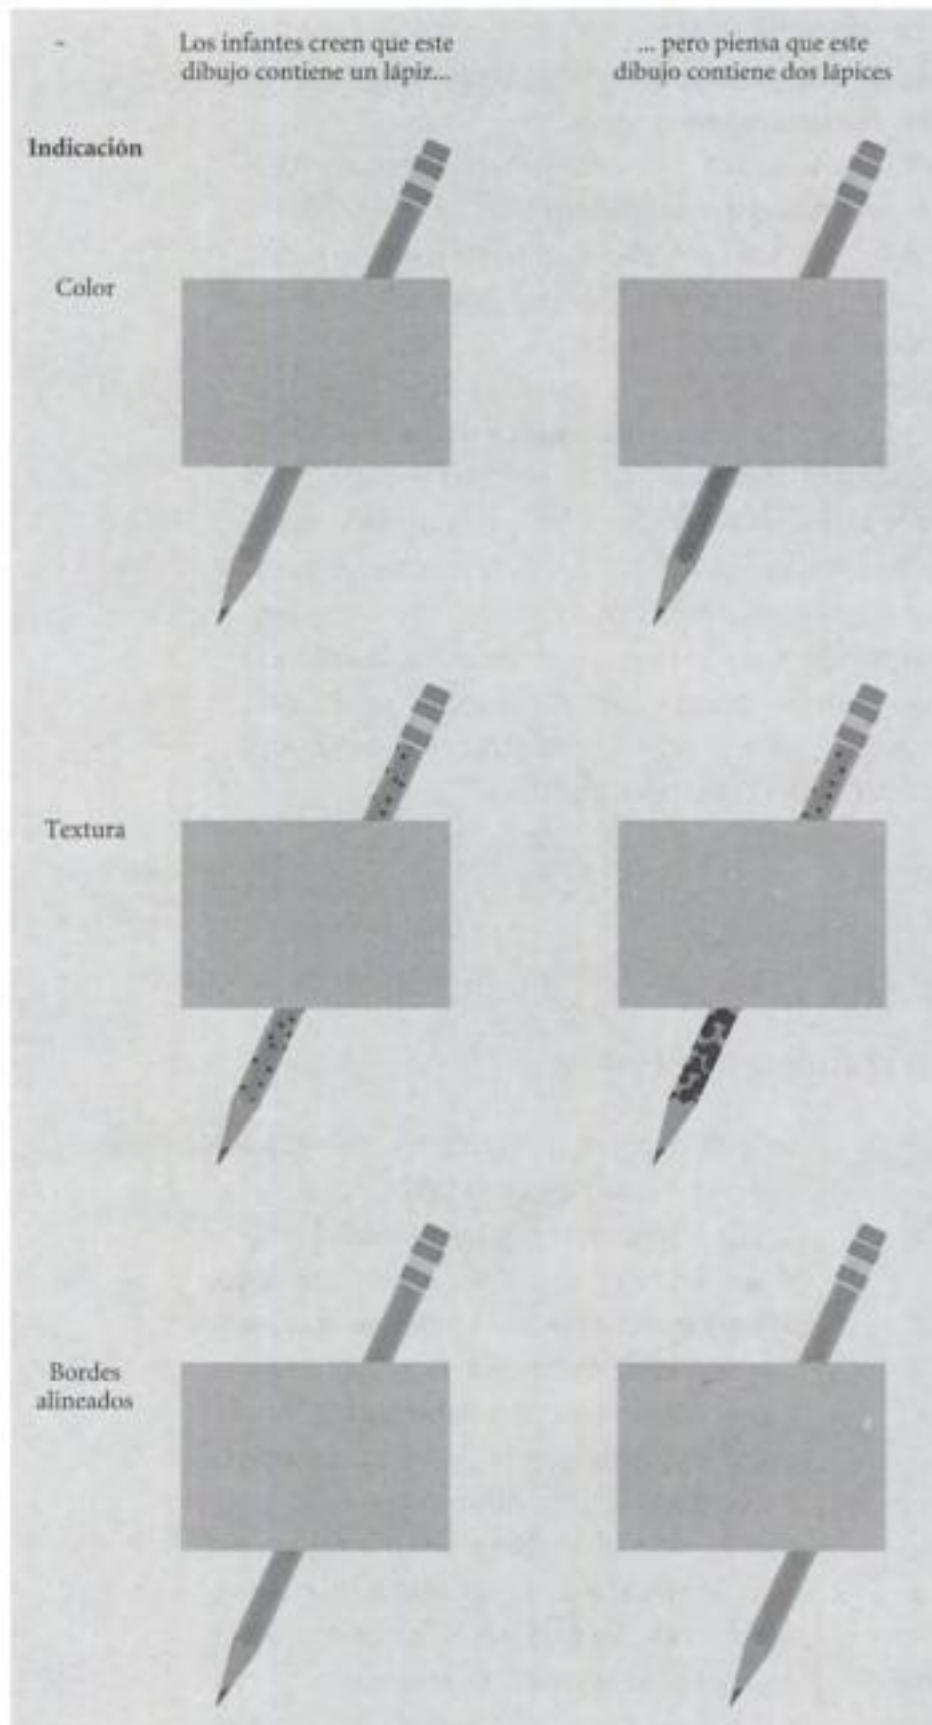 -
Los infantes creen que este
dibujo contiene un lápiz...
... pero piensa que este
dibujo contiene dos lápices
Indicación
Color
Textura
Bordes
alineados